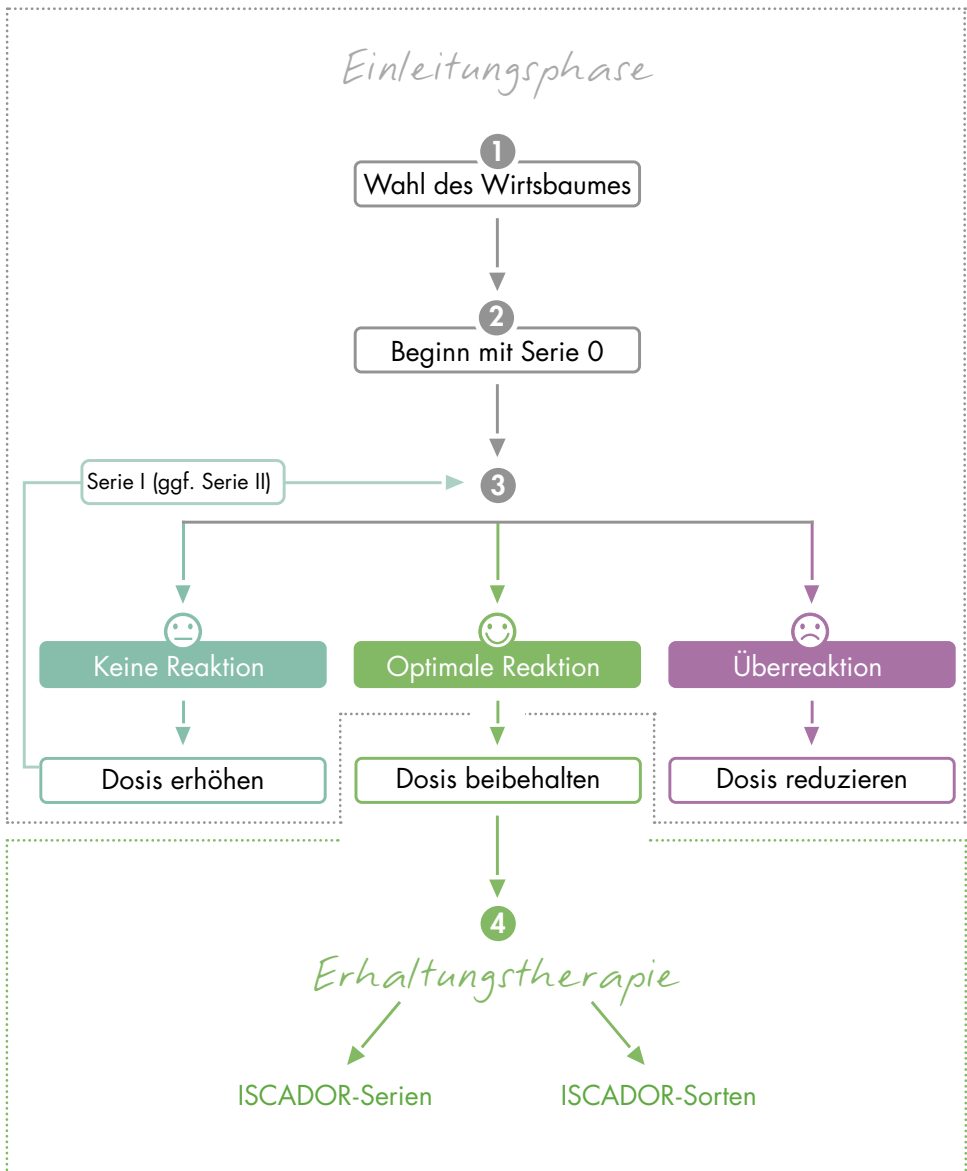 Einleitungsphase
1
Wahl des Wirtsbaumes
2
Beginn mit Serie 0
Serie I (ggf. Serie II)
3
Keine Reaktion
Optimale Reaktion
Überreaktion
Dosis erhöhen
Dosis beibehalten
Dosis reduzieren
4
Erhaltungstherapie
ISCADOR-Serien
ISCADOR-Sorten